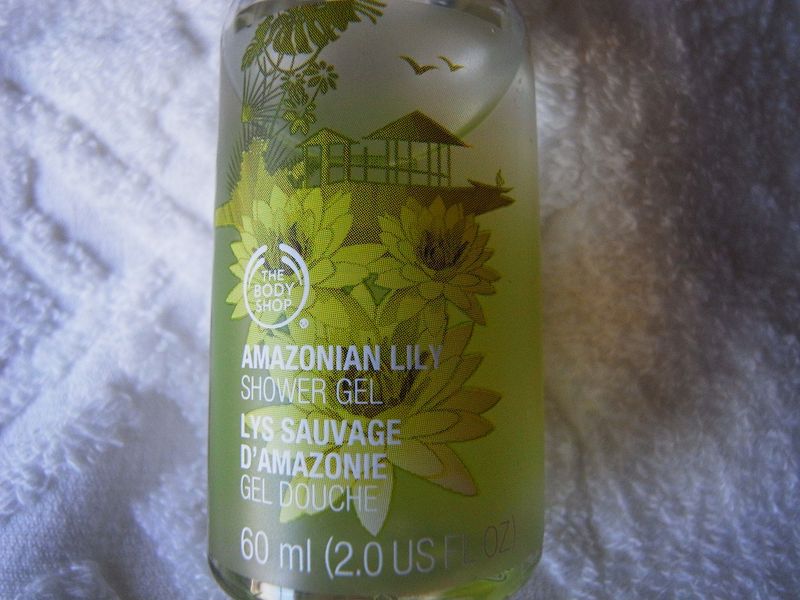 THE
BODY
SHOP
®
AMAZONIAN LILY
SHOWER GEL
LYS SAUVAGE
D'AMAZONIE
GEL DOUCHE
60 ml (2.0 US FL OZ)